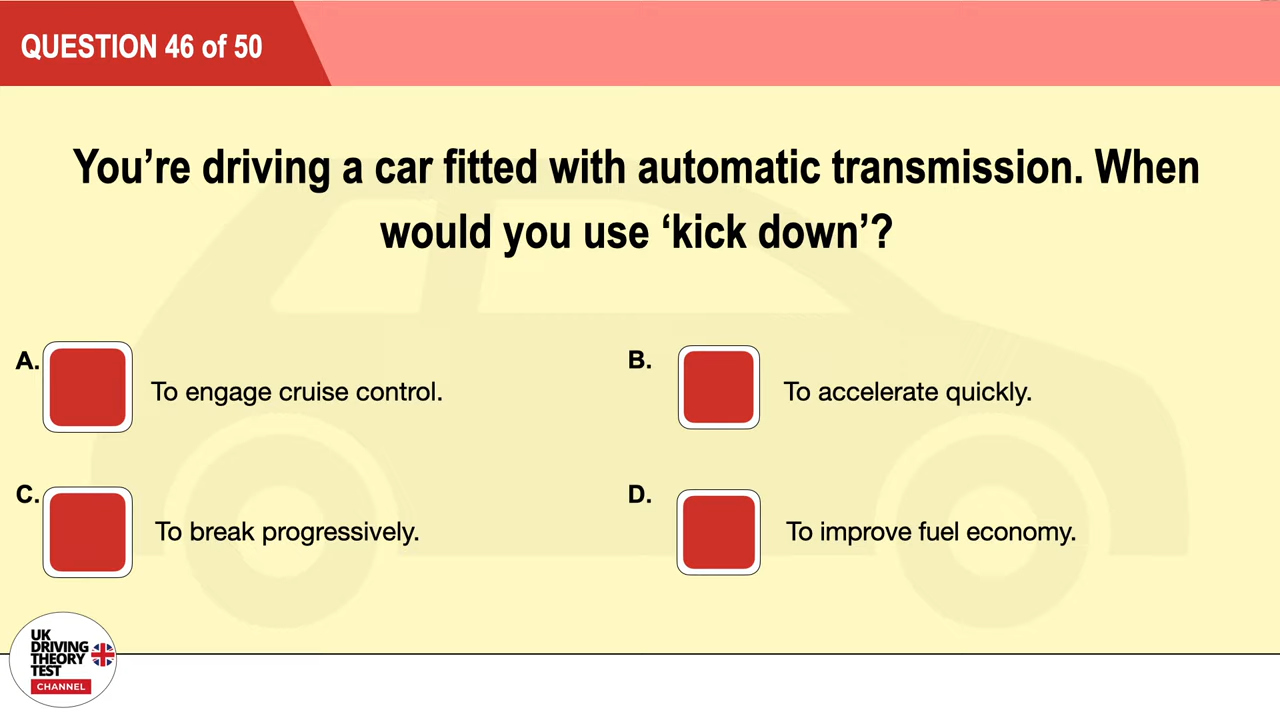 QUESTION 46 of 50
You’re driving a car fitted with automatic transmission. When
would you use ‘kick down’?
A.
To engage cruise control.
B.
To accelerate quickly.
C.
To break progressively.
D.
To improve fuel economy.
UK
DRIVING
THEORY
TEST
CHANNEL